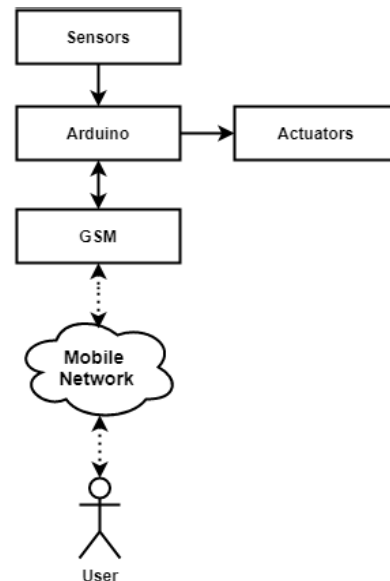 Sensors
Arduino
Actuators
GSM
Mobile
Network
User